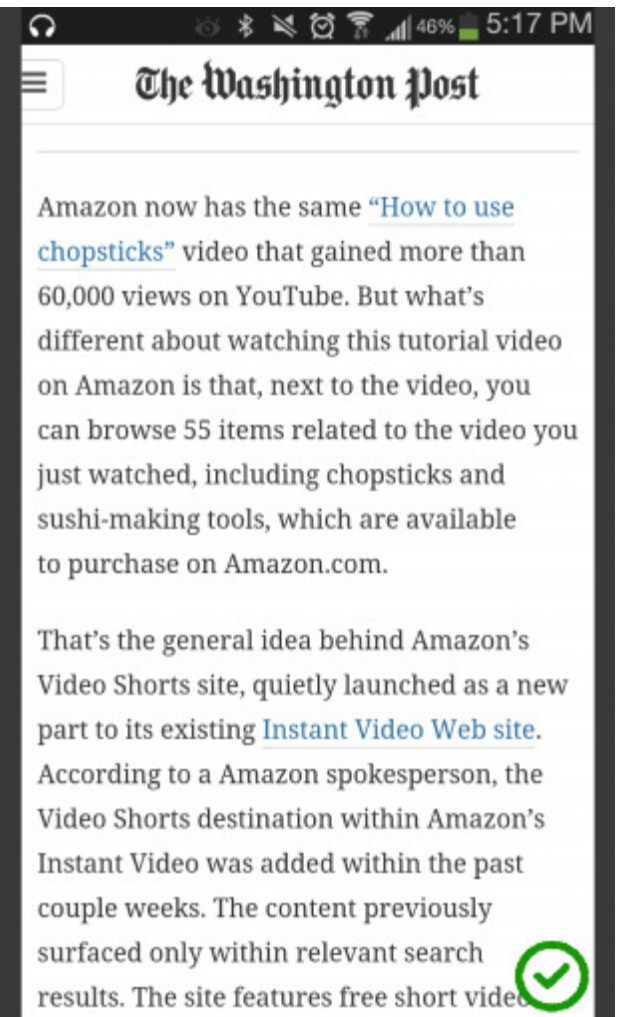 46% 5:17 PM
The Washington Post
Amazon now has the same “How to use
chopsticks” video that gained more than
60,000 views on YouTube. But what’s
different about watching this tutorial video
on Amazon is that, next to the video, you
can browse 55 items related to the video you
just watched, including chopsticks and
sushi-making tools, which are available
to purchase on Amazon.com.
That’s the general idea behind Amazon’s
Video Shorts site, quietly launched as a new
part to its existing Instant Video Web site.
According to a Amazon spokesperson, the
Video Shorts destination within Amazon’s
Instant Video was added within the past
couple weeks. The content previously
surfaced only within relevant search
results. The site features free short video